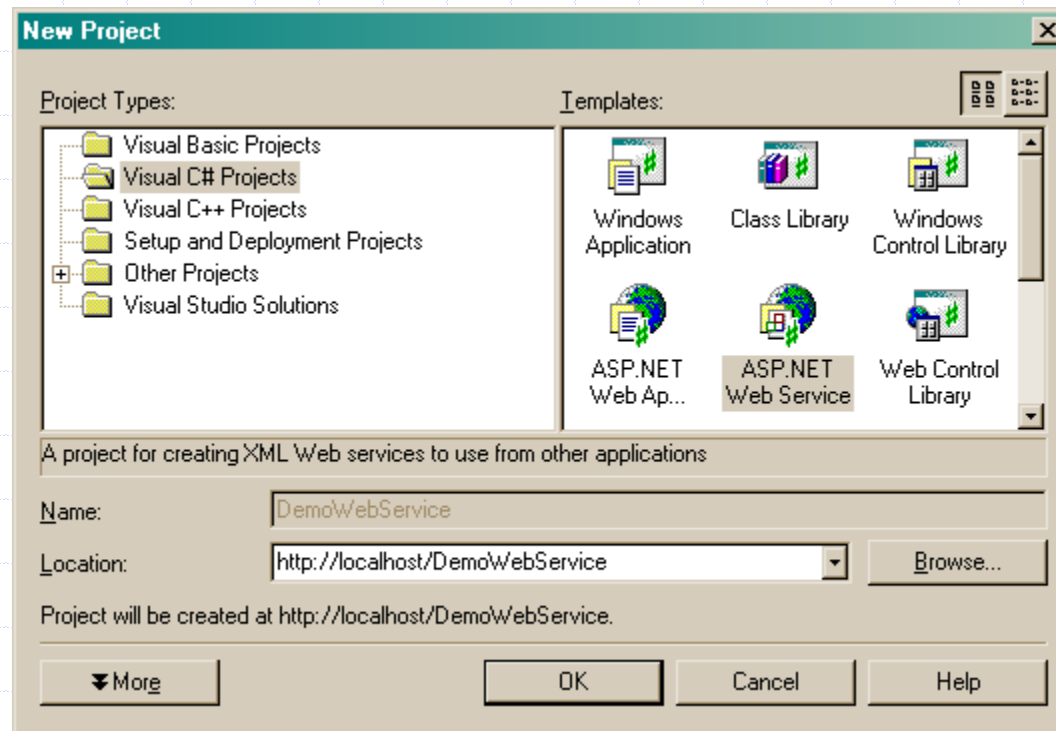 New Project
Project Types:
Templates:
Visual Basic Projects
Visual C# Projects
Visual C++ Projects
Setup and Deployment Projects
Other Projects
Visual Studio Solutions
Windows
Application
Class Library
Windows
Control Library
ASP.NET
Web Ap...
ASP.NET
Web Service
Web Control
Library
A project for creating XML Web services to use from other applications
Name:
DemoWebService
Location:
http://localhost/DemoWebService
Browse...
Project will be created at http://localhost/DemoWebService.
More
OK
Cancel
Help